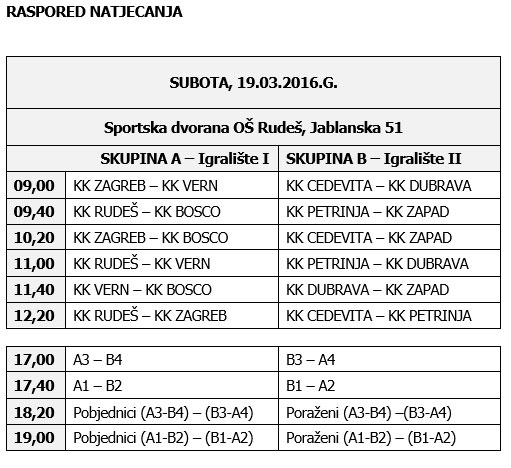 RASPORED NATJECANJA
SUBOTA, 19.03.2016.G.
Sportska dvorana OŠ Rudeš, Jablanska 51
SKUPINA A – Igralište I SKUPINA B – Igralište II
09,00 KK ZAGREB – KK VERN KK CEDEVITA – KK DUBRAVA
09,40 KK RUDEŠ – KK BOSCO KK PETRINJA – KK ZAPAD
10,20 KK ZAGREB – KK BOSCO KK CEDEVITA – KK ZAPAD
11,00 KK RUDEŠ – KK VERN KK PETRINJA – KK DUBRAVA
11,40 KK VERN – KK BOSCO KK DUBRAVA – KK ZAPAD
12,20 KK RUDEŠ – KK ZAGREB KK CEDEVITA – KK PETRINJA
17,00 A3 – B4 B3 – A4
17,40 A1 – B2 B1 – A2
18,20 Pobjednici (A3-B4) – (B3-A4) Poraženi (A3-B4) –(B3-A4)
19,00 Pobjednici (A1-B2) – (B1-A2) Poraženi (A1-B2) – (B1-A2)